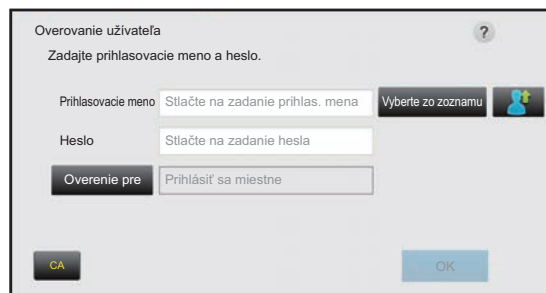 Overovanie užívateľa
?
Zadajte prihlasovacie meno a heslo.
Prihlasovacie meno Stlačte na zadanie prihlas. mena Vyberte zo zoznamu
Heslo Stlačte na zadanie hesla
Overenie pre Prihlásiť sa miestne
CA OK